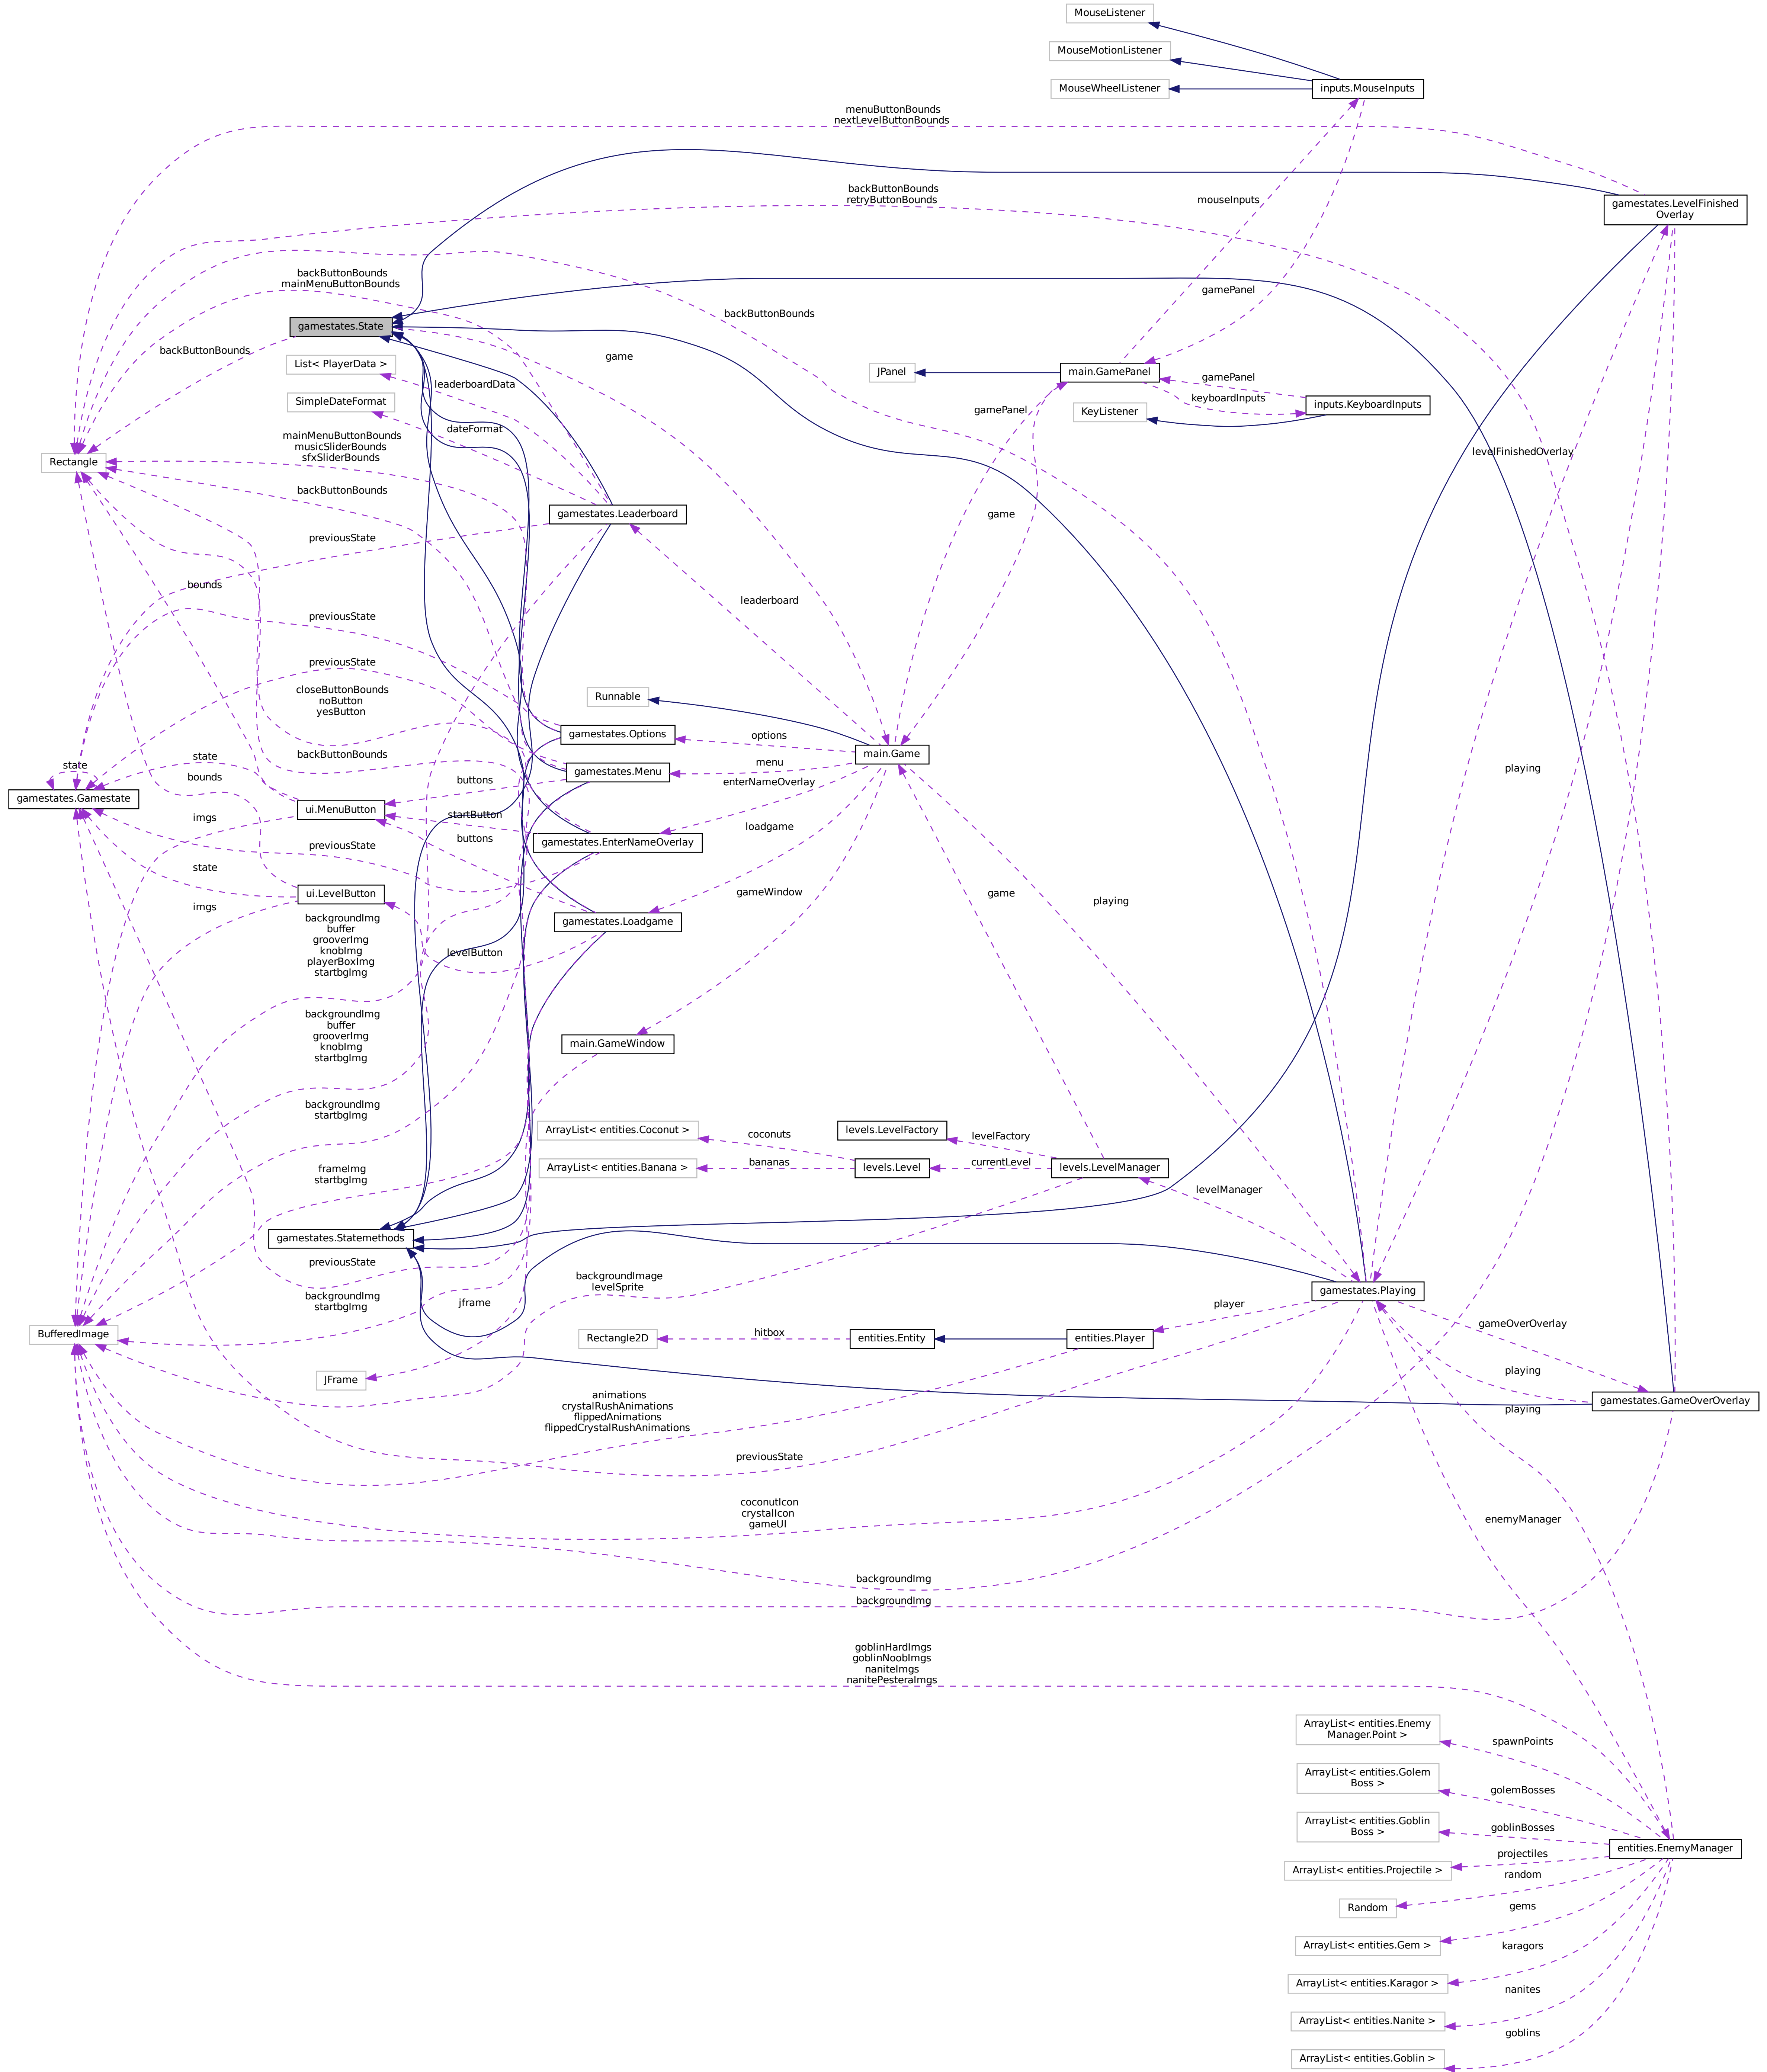 MouseListener
MouseMotionListener
MouseWheelListener
inputs.MouseInputs
menuButtonBounds
nextLevelButtonBounds
backButtonBounds
retryButtonBounds
mouseInputs
gamestates.LevelFinished
Overlay
backButtonBounds
mainMenuButtonBounds
gamePanel
backButtonBounds
gamestates.State
backButtonBounds
game
List< PlayerData >
JPanel
main.GamePanel
gamePanel
leaderboardData
keyboardInputs
SimpleDateFormat
inputs.KeyboardInputs
gamePanel
KeyListener
dateFormat
mainMenuButtonBounds
musicSliderBounds
sfxSliderBounds
levelFinishedOverlay
Rectangle
backButtonBounds
gamestates.Leaderboard
game
previousState
bounds
leaderboard
previousState
previousState
closeButtonBounds
noButton
yesButton
Runnable
gamestates.Options
options
backButtonBounds
main.Game
state
state
menu
playing
gamestates.Menu
bounds
buttons
enterNameOverlay
gamestates.Gamestate
ui.MenuButton
startButton
imgs
loadgame
buttons
gamestates.EnterNameOverlay
previousState
state
ui.LevelButton
gameWindow
game
playing
imgs
backgroundImg
buffer
grooverImg
knobImg
playerBoxImg
startbgImg
gamestates.Loadgame
levelButton
backgroundImg
buffer
grooverImg
knobImg
startbgImg
main.GameWindow
backgroundImg
startbgImg
ArrayList< entities.Coconut >
coconuts
levels.LevelFactory
levelFactory
frameImg
startbgImg
ArrayList< entities.Banana >
bananas
levels.Level
currentLevel
levels.LevelManager
levelManager
gamestates.Statemethods
previousState
backgroundImage
levelSprite
gamestates.Playing
backgroundImg
startbgImg
jframe
player
gameOverOverlay
BufferedImage
Rectangle2D
hitbox
entities.Entity
entities.Player
JFrame
playing
animations
crystalRushAnimations
flippedAnimations
flippedCrystalRushAnimations
gamestates.GameOverOverlay
playing
previousState
coconutIcon
crystalIcon
gameUI
enemyManager
backgroundImg
backgroundImg
goblinHardImgs
goblinNoobImgs
naniteImgs
nanitePesteraImgs
ArrayList< entities.Enemy
Manager.Point >
spawnPoints
ArrayList< entities.Golem
Boss >
golemBosses
ArrayList< entities.Goblin
Boss >
goblinBosses
entities.EnemyManager
projectiles
ArrayList< entities.Projectile >
random
Random
gems
ArrayList< entities.Gem >
karagors
ArrayList< entities.Karagor >
nanites
ArrayList< entities.Nanite >
goblins
ArrayList< entities.Goblin >